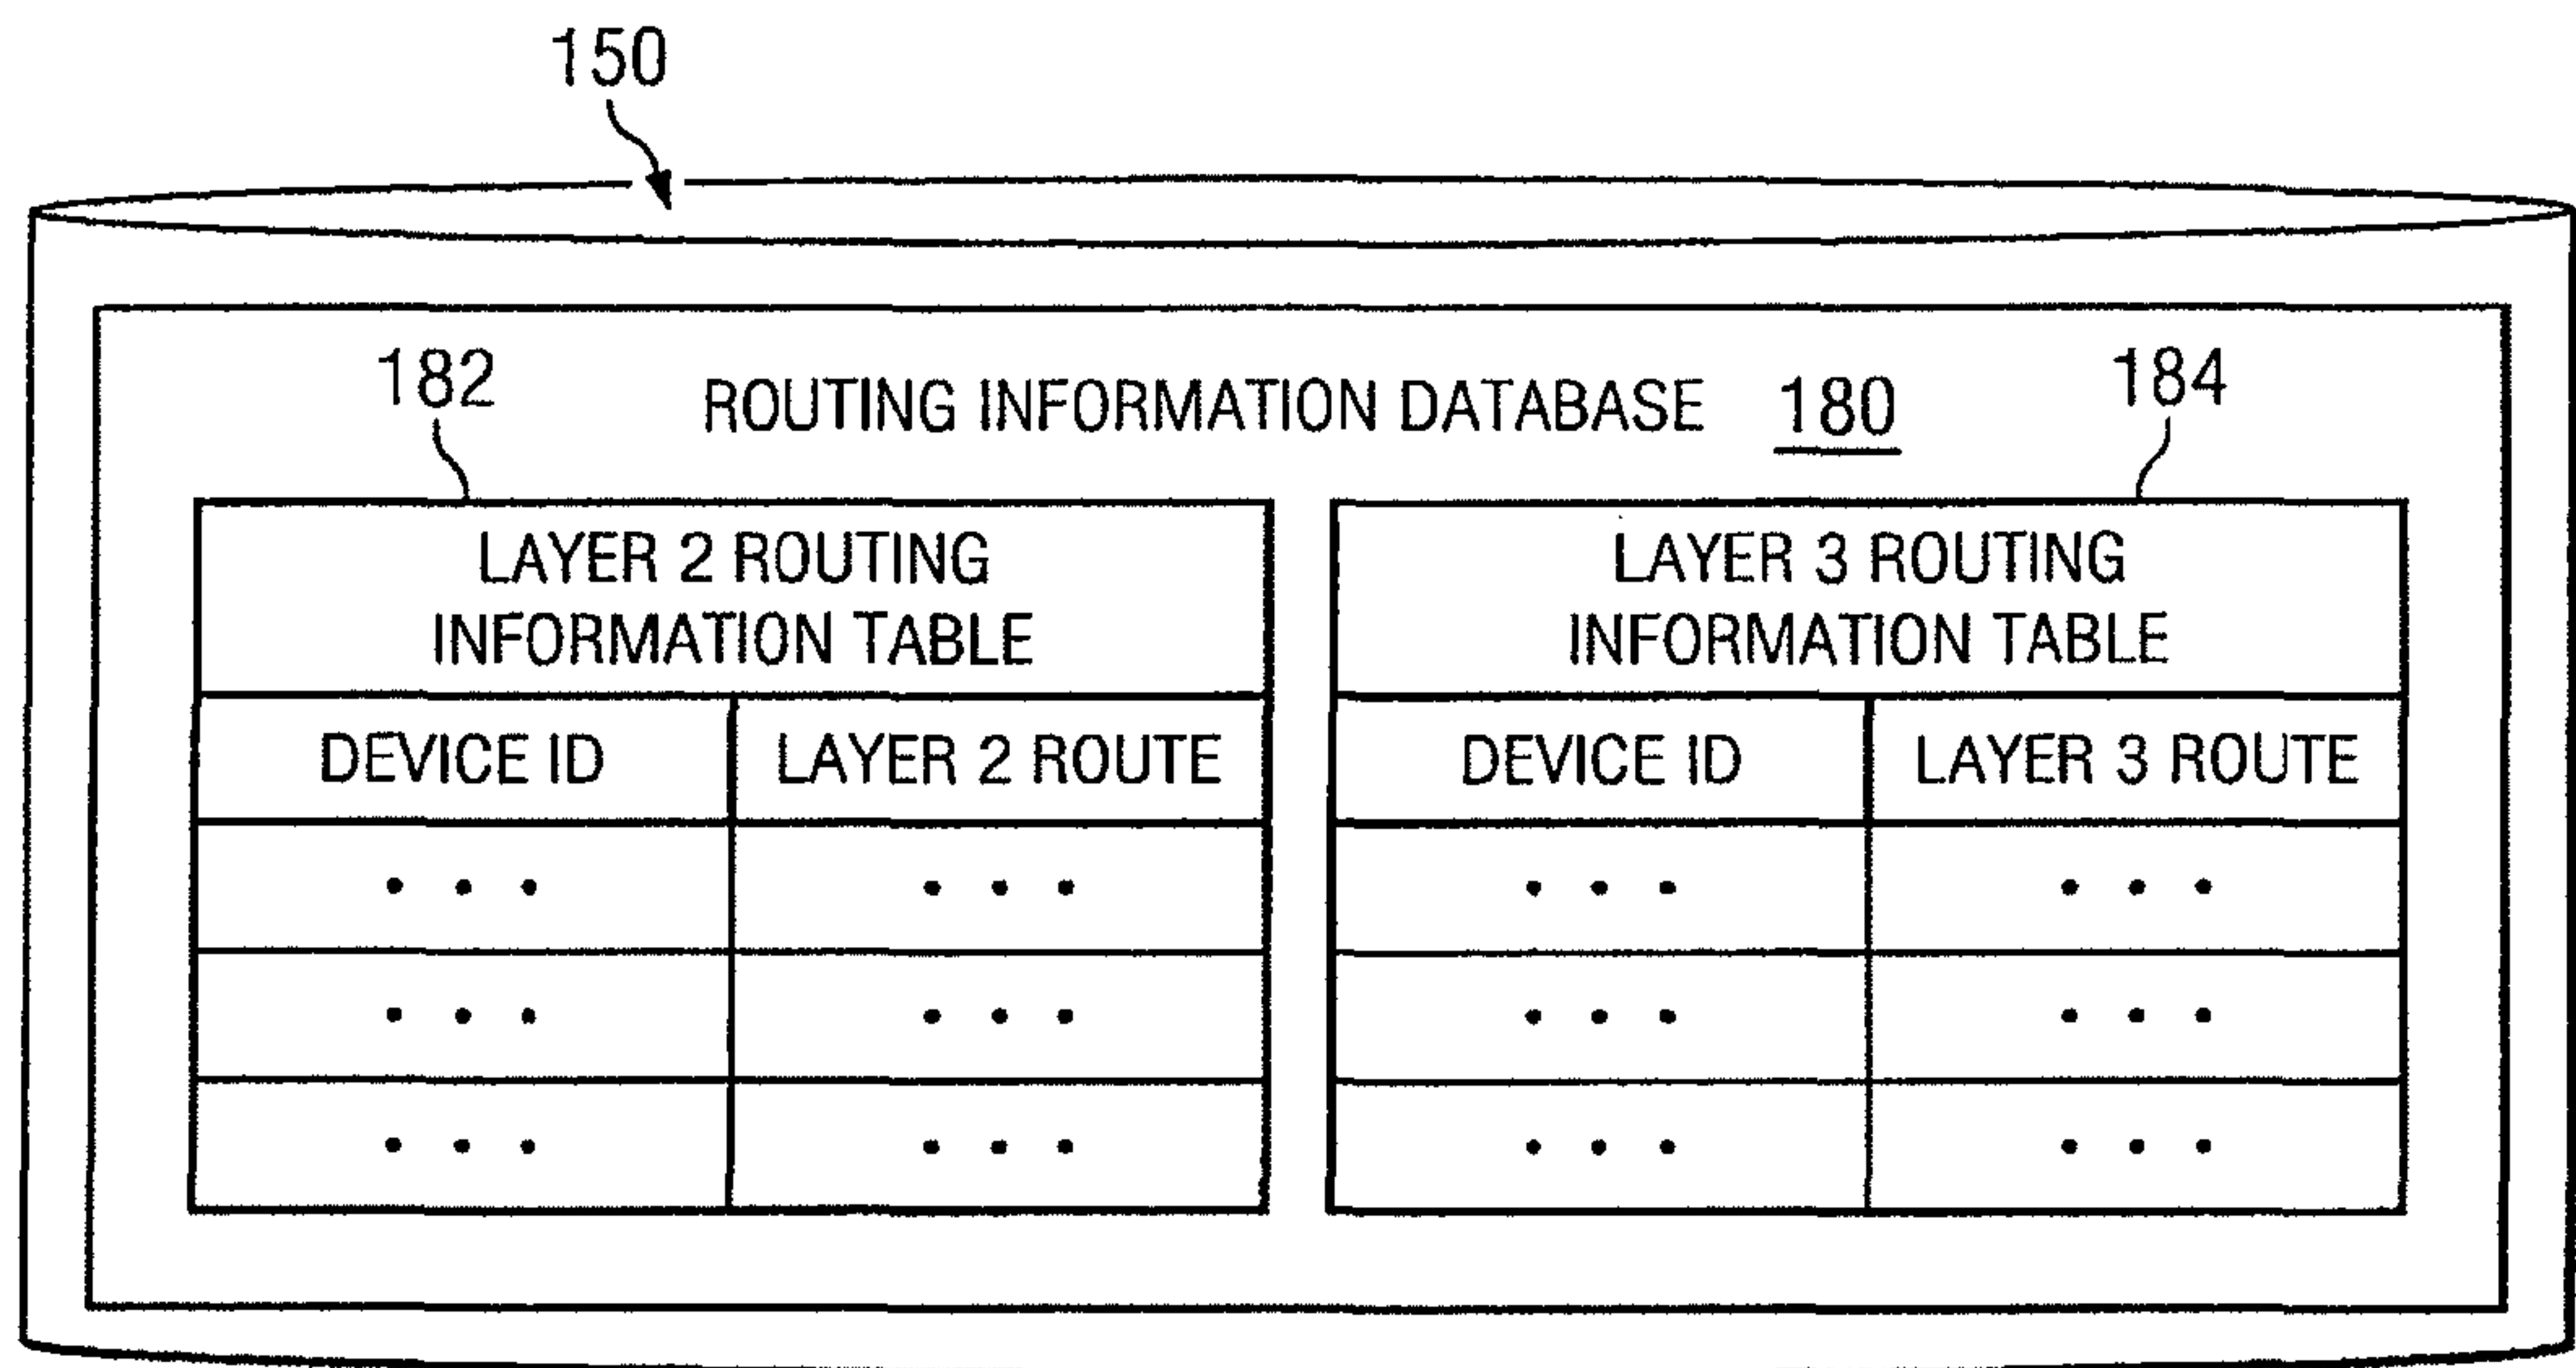 150
182
ROUTING INFORMATION DATABASE 180
184
LAYER 2 ROUTING
INFORMATION TABLE
DEVICE ID LAYER 2 ROUTE
• • • • • •
• • • • • •
• • • • • •
LAYER 3 ROUTING
INFORMATION TABLE
DEVICE ID LAYER 3 ROUTE
• • • • • •
• • • • • •
• • • • • •